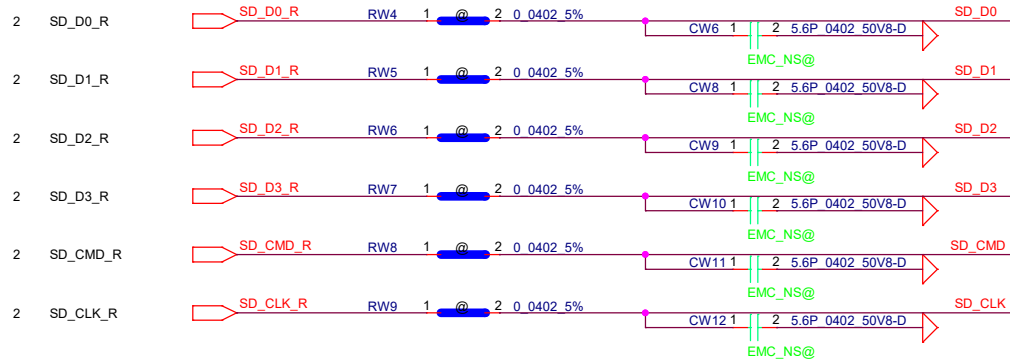 2 SD_D0_R SD_D0_R RW4 1 @ 2 0_0402_5% SD_D0
CW6 1 2 5.6P_0402_50V8-D
EMC_NS@
2 SD_D1_R SD_D1_R RW5 1 @ 2 0_0402_5% SD_D1
CW8 1 2 5.6P_0402_50V8-D
EMC_NS@
2 SD_D2_R SD_D2_R RW6 1 @ 2 0_0402_5% SD_D2
CW9 1 2 5.6P_0402_50V8-D
EMC_NS@
2 SD_D3_R SD_D3_R RW7 1 @ 2 0_0402_5% SD_D3
CW10 1 2 5.6P_0402_50V8-D
EMC_NS@
2 SD_CMD_R SD_CMD_R RW8 1 @ 2 0_0402_5% SD_CMD
CW11 1 2 5.6P_0402_50V8-D
EMC_NS@
2 SD_CLK_R SD_CLK_R RW9 1 @ 2 0_0402_5% SD_CLK
CW12 1 2 5.6P_0402_50V8-D
EMC_NS@